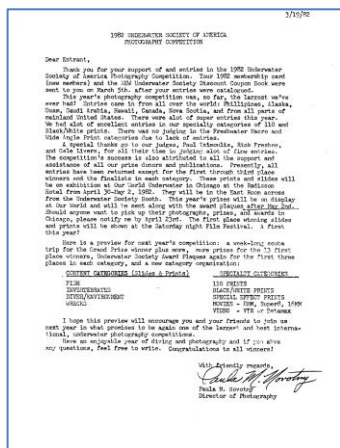 3/19/82
1982 UNDERWATER SOCIETY OF AMERICA
PHOTOGRAPHY COMPETITION
Dear Entrant,
Thank you for your support of and entries in the 1982 Underwater
Society of America Photography Competition. Your 1982 membership card
(new members) and the NEW Underwater Society Discount Coupon Book were
sent to you on March 5th. after your entries were catalogued.
This year's photography competition was, so far, the largest we've
ever had! Entries came in from all over the world: Phillipines, Alaska,
Guam, Saudi Arabia, Hawaii, Canada, Nova Scotia, and from all parts of
mainland United States. There were alot of super entries this year.
We had alot of excellent entries in our specialty categories of 110 and
Black/White prints. There was no judging in the Freshwater Macro and
Wide Angle Print categories due to lack of entries.
A special thanks go to our judges, Paul Tzimoulis, Rick Freshee,
and Cale Livers, for all their time in judging alot of fine entries.
The competition's success is also attributed to all the support and
assistance of all our prize donors and publications. Presently, all
entries have been returned except for the first through third place
winners and the finalists in each category. These prints and slides will
be on exhibition at Our World Underwater in Chicago at the Radisson
Hotel from April 30-May 2, 1982. They will be in the East Room across
from the Underwater Society Booth. This year's prizes will be on display
at Our World and will be sent along with the award plaques after May 2nd.
Should anyone want to pick up their photographs, prizes, and awards in
Chicago, please notify me by April 23rd. The first place winning slides
and prints will be shown at the Saturday night Film Festival. A first
this year!
Here is a preview for next year's competition: a week-long scuba
trip for the Grand Prize winner plus more, more prizes for the 13 first
place winners, Underwater Society Award Plaques again for the first three
places in each category, and a new category organization:
CONTENT CATEGORIES (Slides & Prints) SPECIALTY CATEGORIES
FISH 110 PRINTS
INVERTEBRATES BLACK/WHITE PRINTS
DIVER/ENVIRONMENT SPECIAL EFFECT PRINTS
WRECKS MOVIES - 8MM, Super8, 16MM
VIDEO - VTR or Betamax
I hope this preview will encourage you and your friends to join us
next year in what promises to be again one of the largest and best interna-
tional, underwater photography competitions.
Have an enjoyable year of diving and photography and if you have
any questions, feel free to write. Congratulations to all winners!
With friendly regards,
Paula M. Novotny
Paula M. Novotny
Director of Photography